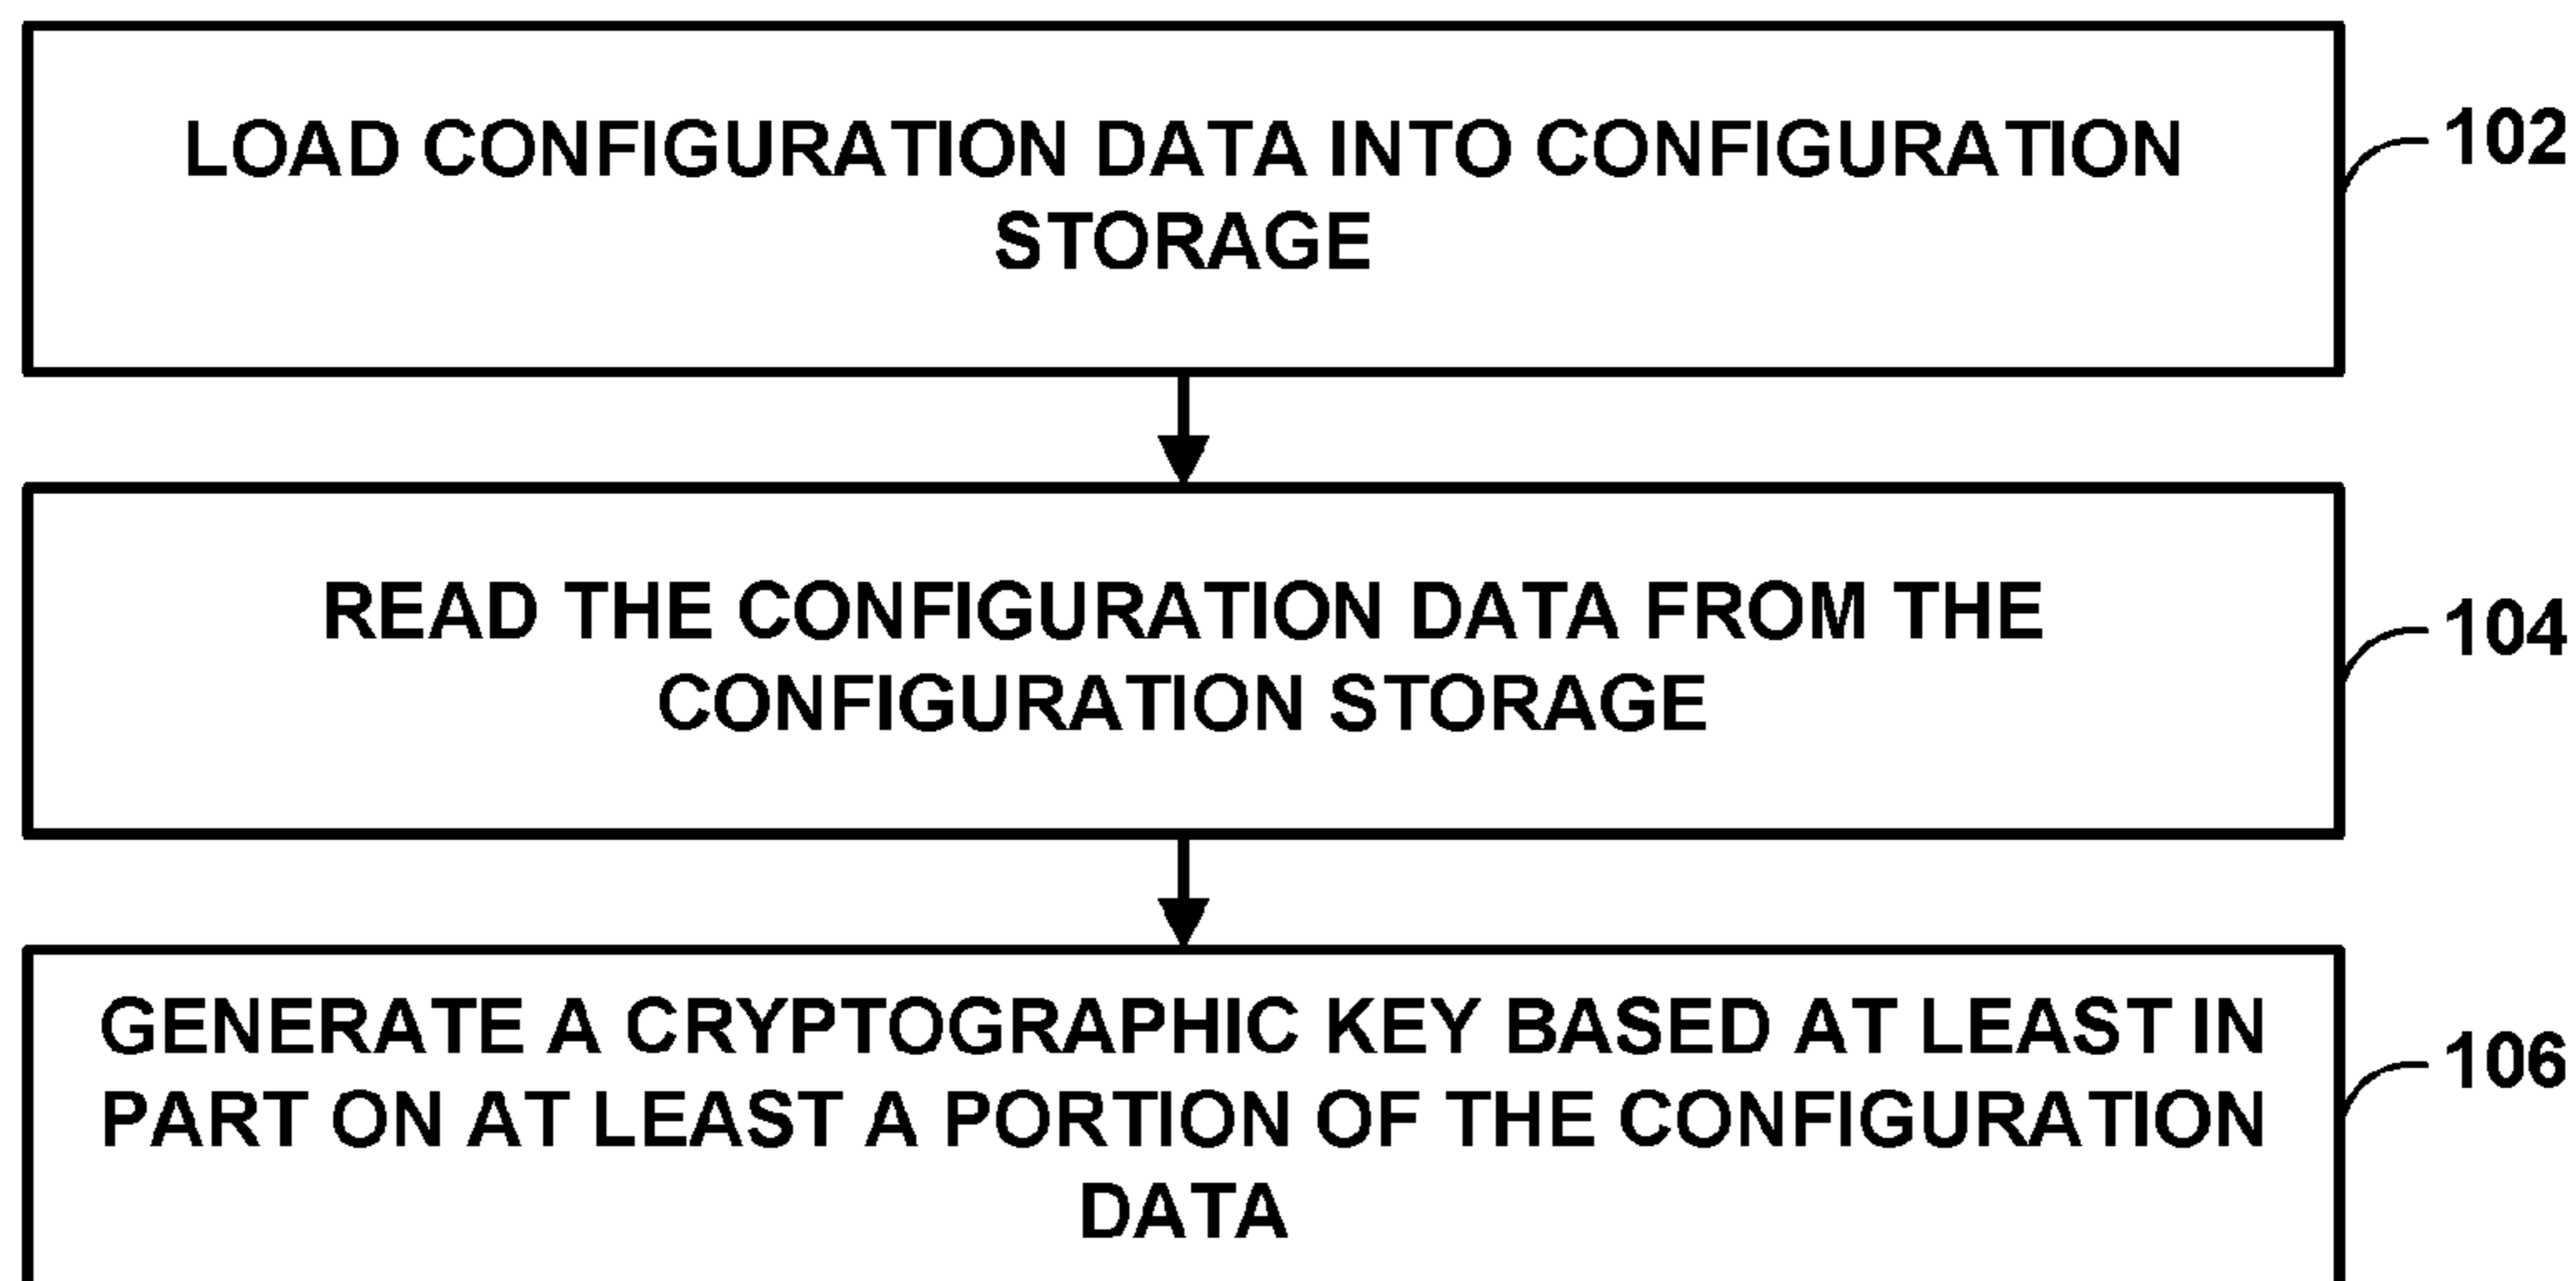 LOAD CONFIGURATION DATA INTO CONFIGURATION
STORAGE
102
READ THE CONFIGURATION DATA FROM THE
CONFIGURATION STORAGE
104
GENERATE A CRYPTOGRAPHIC KEY BASED AT LEAST IN
PART ON AT LEAST A PORTION OF THE CONFIGURATION
DATA
106